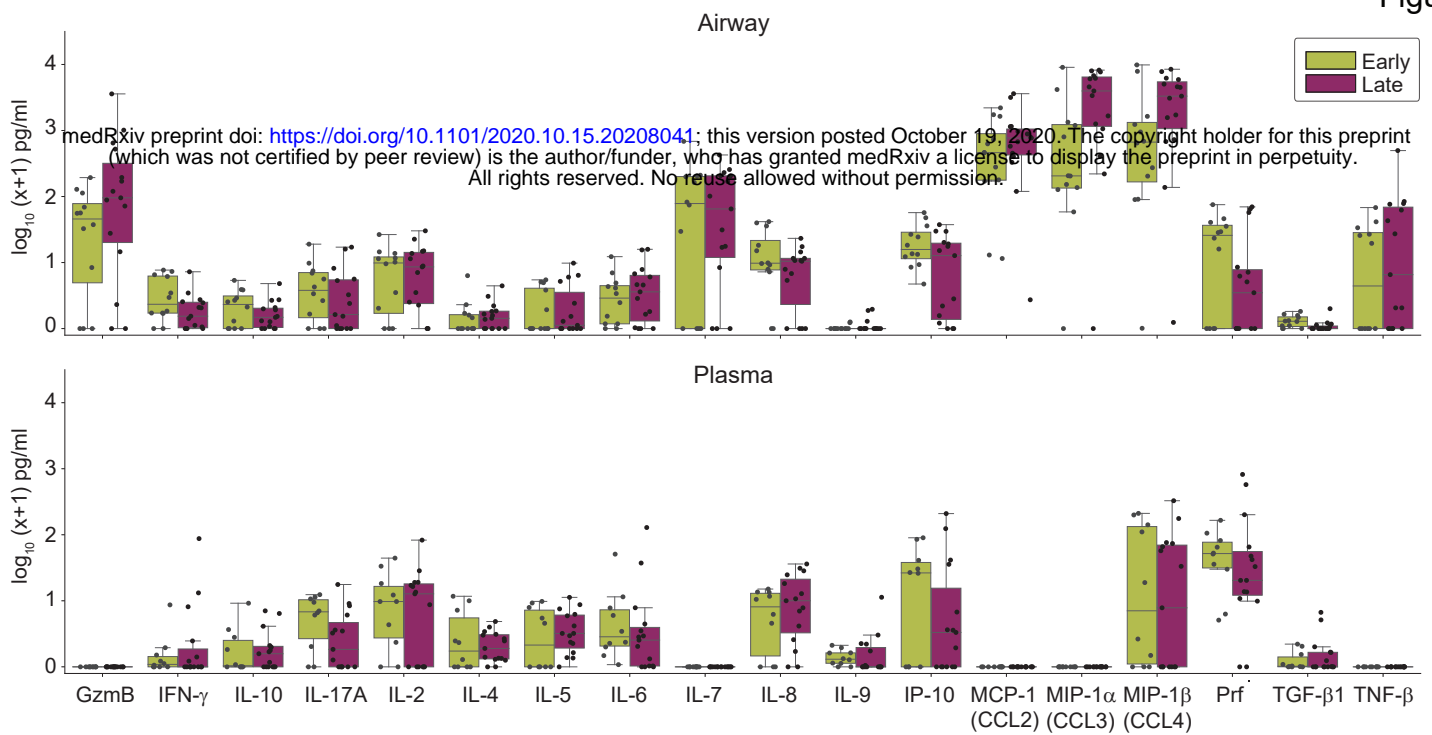 Figu
Airway
4
Early
Late
3
medRxiv preprint doi: https://doi.org/10.1101/2020.10.15.20208041; this version posted October 19, 2020. The copyright holder for this preprint
(which was not certified by peer review) is the author/funder, who has granted medRxiv a license to display the preprint in perpetuity.
All rights reserved. No reuse allowed without permission.
2
1
0
log₁₀ (x+1) pg/ml
Plasma
4
3
2
1
0
log₁₀ (x+1) pg/ml
GzmB IFN-γ IL-10 IL-17A IL-2 IL-4 IL-5 IL-6 IL-7 IL-8 IL-9 IP-10 MCP-1 MIP-1α MIP-1β Prf TGF-β1 TNF-β
(CCL2) (CCL3) (CCL4)